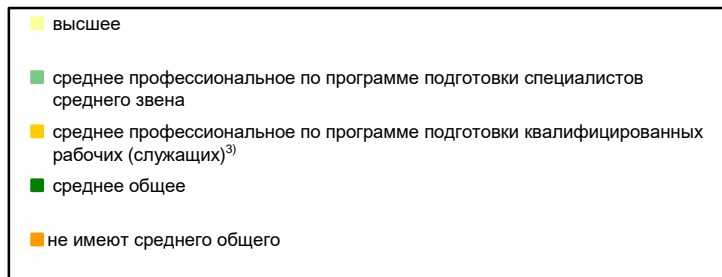 высшее
среднее профессиональное по программе подготовки специалистов
среднего звена
среднее профессиональное по программе подготовки квалифицированных
рабочих (служащих)3)
среднее общее
не имеют среднего общего